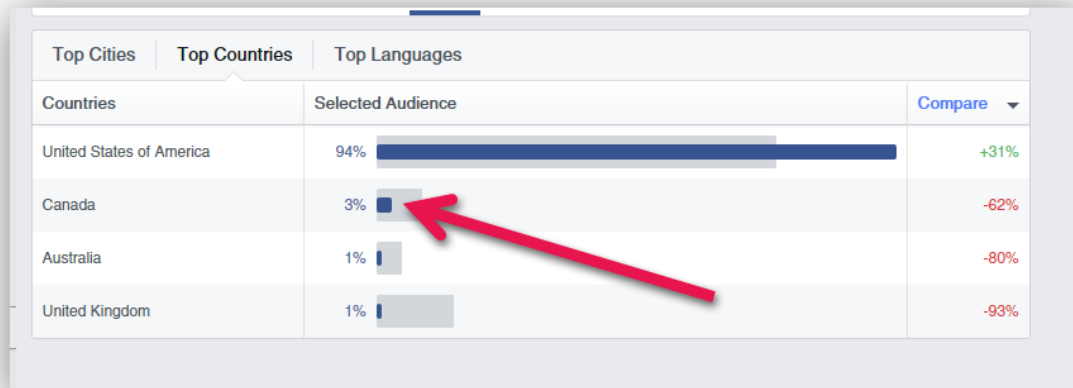 Top Cities Top Countries Top Languages
Countries Selected Audience Compare
United States of America 94% +31%
Canada 3% -62%
Australia 1% -80%
United Kingdom 1% -93%